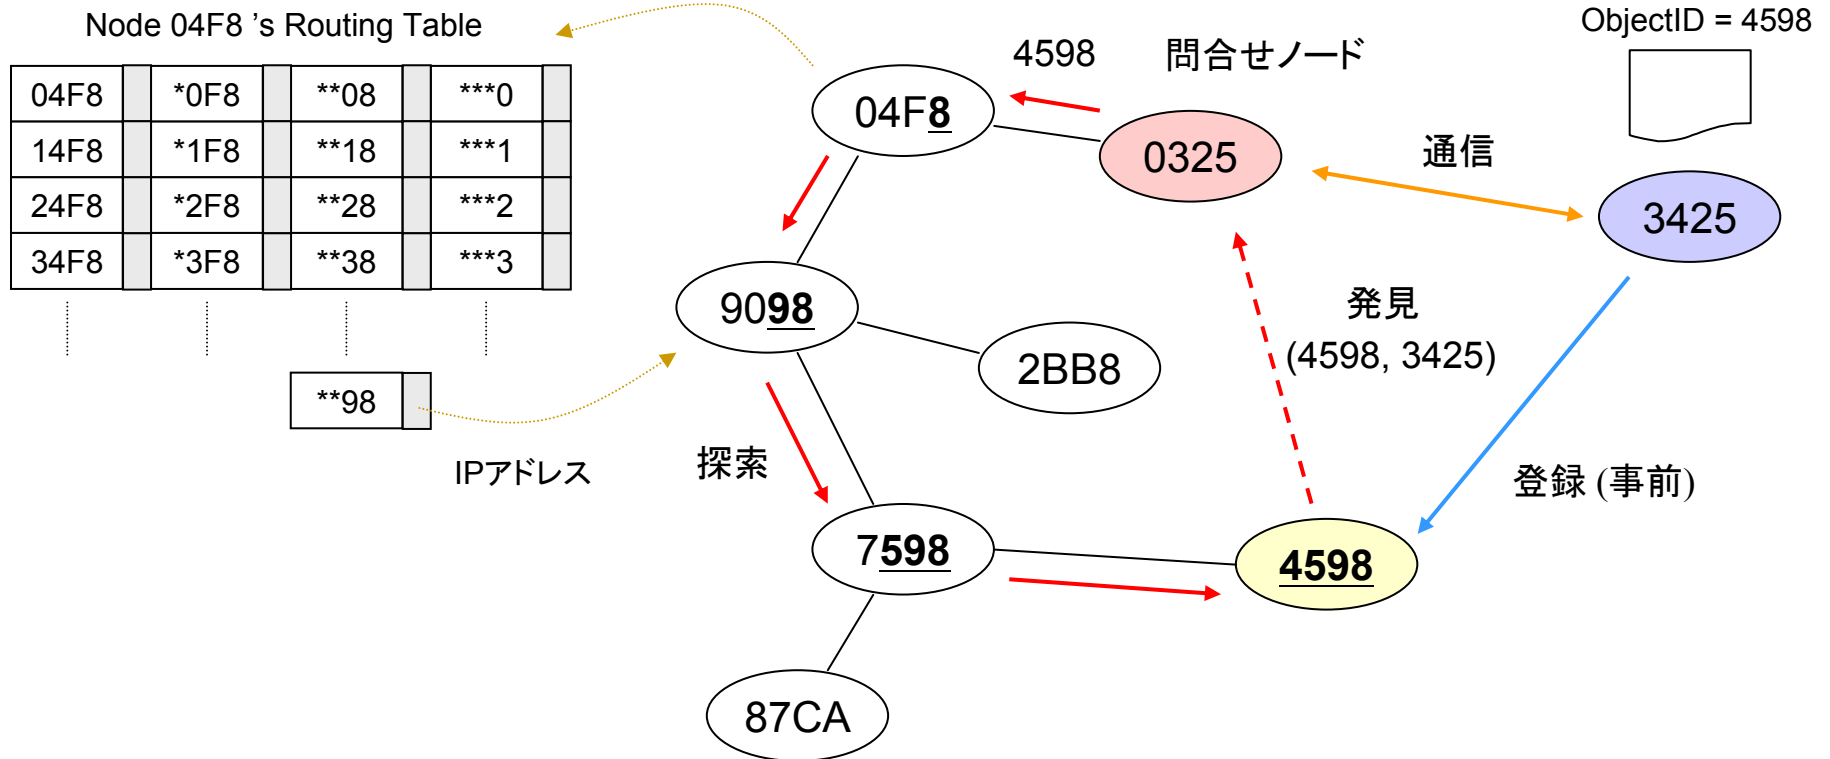 Node 04F8 's Routing Table
04F8 *0F8 **08 ***0
14F8 *1F8 **18 ***1
24F8 *2F8 **28 ***2
34F8 *3F8 **38 ***3
**98
IPアドレス
4598
問合せノード
ObjectID = 4598
04F8
0325
通信
3425
9098
2BB8
発見
(4598, 3425)
探索
登録 (事前)
7598
4598
87CA